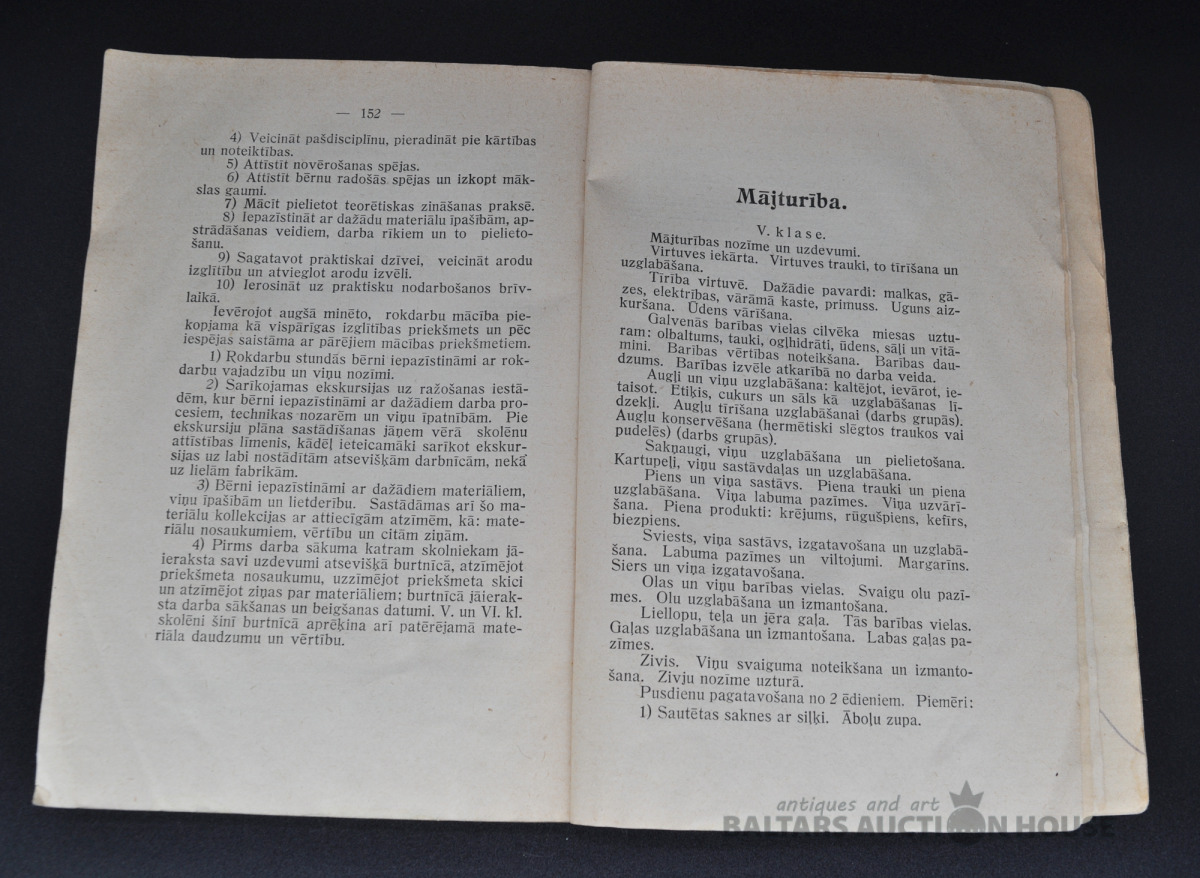 — 152 —
4) Veicināt pašdisciplīnu, pieradināt pie kārtības
un noteiktības.
5) Attīstīt novērošanas spējas.
6) Attīstīt bērnu radošās spējas un izkopt māk-
slas gaumi.
7) Mācīt pielietot teorētiskas zināšanas praksē.
8) Iepazīstināt ar dažādu materiālu īpašībām, ap-
strādāšanas veidiem, darba rīkiem un to pielieto-
šanu.
9) Sagatavot praktiskai dzīvei, veicināt arodu
izglītību un atvieglot arodu izvēli.
10) Ierosināt uz praktisku nodarbošanos brīv-
laikā.
Ievērojot augšā minēto, rokdarbu mācība pie-
kopjama kā vispārīgas izglītības priekšmets un pēc
iespējas saistāma ar pārējiem mācības priekšmetiem.
1) Rokdarbu stundās bērni iepazīstināmi ar rok-
darbu vajadzību un viņu nozīmi.
2) Sarīkojamas ekskursijas uz ražošanas iestā-
dēm, kur bērni iepazīstināmi ar dažādiem darba pro-
cesiem, technikas nozarēm un viņu īpatnībām. Pie
ekskursiju plāna sastādīšanas jāņem vērā skolēnu
attīstības līmenis, kādēļ ieteicamāki sarīkot ekskur-
sijas uz labi nostādītām atsevišķām darbnīcām, nekā
uz lielām fabrikām.
3) Bērni iepazīstināmi ar dažādiem materiāliem,
viņu īpašībām un lietderību. Sastādāmas arī šo ma-
teriālu kollekcijas ar attiecīgām atzīmēm, kā: mate-
riālu nosaukumiem, vērtību un citām ziņām.
4) Pirms darba sākuma katram skolniekam jā-
ieraksta savi uzdevumi atsevišķā burtnīcā, atzīmējot
priekšmeta nosaukumu, uzzīmējot priekšmeta skici
un atzīmējot ziņas par materiāliem; burtnīcā jāierak-
sta darba sākšanas un beigšanas datumi. V. un VI. kl.
skolēni šinī burtnīcā aprēķina arī patērējamā mate-
riāla daudzumu un vērtību.
Mājturība.
V. klase.
Mājturības nozīme un uzdevumi.
Virtuves iekārta. Virtuves trauki, to tīrīšana un
uzglabāšana.
Tīrība virtuvē. Dažādie pavardi: malkas, gā-
zes, elektrības, vārāmā kaste, primuss. Uguns aiz-
kuršana. Ūdens vārīšana.
Galvenās barības vielas cilvēka miesas uztu-
ram: olbaltums, tauki, ogļhidrāti, ūdens, sāļi un vītā-
mini. Barības vērtības noteikšana. Barības dau-
dzums. Barības izvēle atkarībā no darba veida.
Augļi un viņu uzglabāšana: kaltējot, ievārot, ie-
taisot. Etiķis, cukurs un sāls kā uzglabāšanas lī-
dzekļi. Augļu tīrīšana uzglabāšanai (darbs grupās).
Augļu konservēšana (hermētiski slēgtos traukos vai
pudelēs) (darbs grupās).
Sakņaugi, viņu uzglabāšana un pielietošana.
Kartupeļi, viņu sastāvdaļas un uzglabāšana.
Piens un viņa sastāvs. Piena trauki un piena
uzglabāšana. Viņa labuma pazīmes. Viņa uzvārī-
šana. Piena produkti: krējums, rūgušpiens, kefīrs,
biezpiens.
Sviests, viņa sastāvs, izgatavošana un uzglabā-
šana. Labuma pazīmes un viltojumi. Margarīns.
Siers un viņa izgatavošana.
Olas un viņu barības vielas. Svaigu olu pazī-
mes. Olu uzglabāšana un izmantošana.
Liellopu, teļa un jēra gaļa. Tās barības vielas.
Gaļas uzglabāšana un izmantošana. Labas gaļas pa-
zīmes.
Zivis. Viņu svaiguma noteikšana un izmanto-
šana. Zivju nozīme uzturā.
Pusdienu pagatavošana no 2 ēdieniem. Piemēri:
1) Sautētas saknes ar siļķi. Ābolu zupa.
antiques and art
BALTARS AUCTION HOUSE